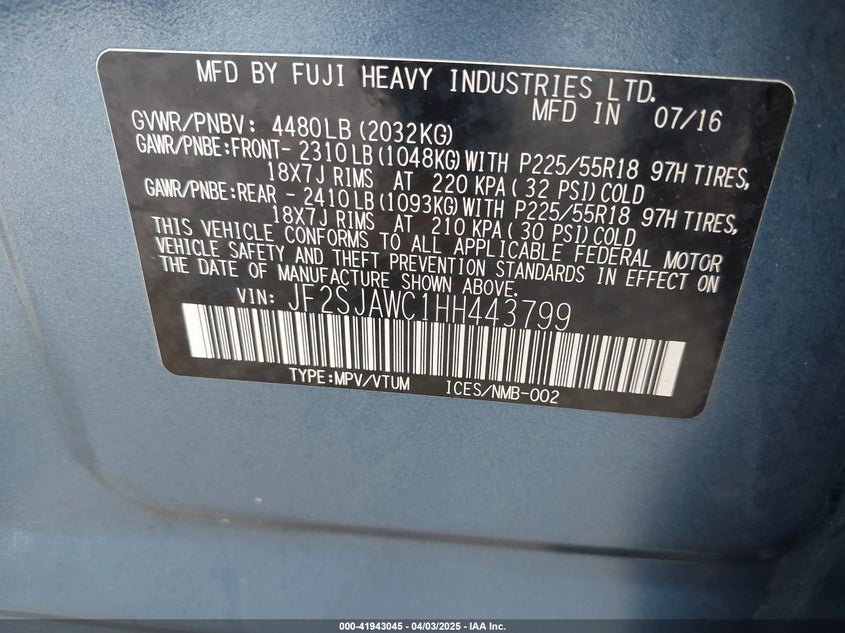 MFD BY FUJI HEAVY INDUSTRIES LTD.
MFD IN 07/16
GVWR/PNBV: 4480LB (2032KG)
GAWR/PNBE:FRONT- 2310LB(1048KG)WITH P225/55R18 97H TIRES,
18X7J RIMS AT 220 KPA(32 PSI)COLD
GAWR/PNBE:REAR - 2410LB(1093KG)WITH P225/55R18 97H TIRES,
18X7J RIMS AT 210 KPA(30 PSI)COLD
THIS VEHICLE CONFORMS TO ALL APPLICABLE FEDERAL MOTOR
VEHICLE SAFETY AND THEFT PREVENTION STANDARDS IN EFFECT ON
THE DATE OF MANUFACTURE SHOWN ABOVE.
VIN: JF2SJAWC1HH443799
TYPE:MPV/VTUM ICES/NMB-002
000-41943045 - 04/03/2025 - IAA Inc.